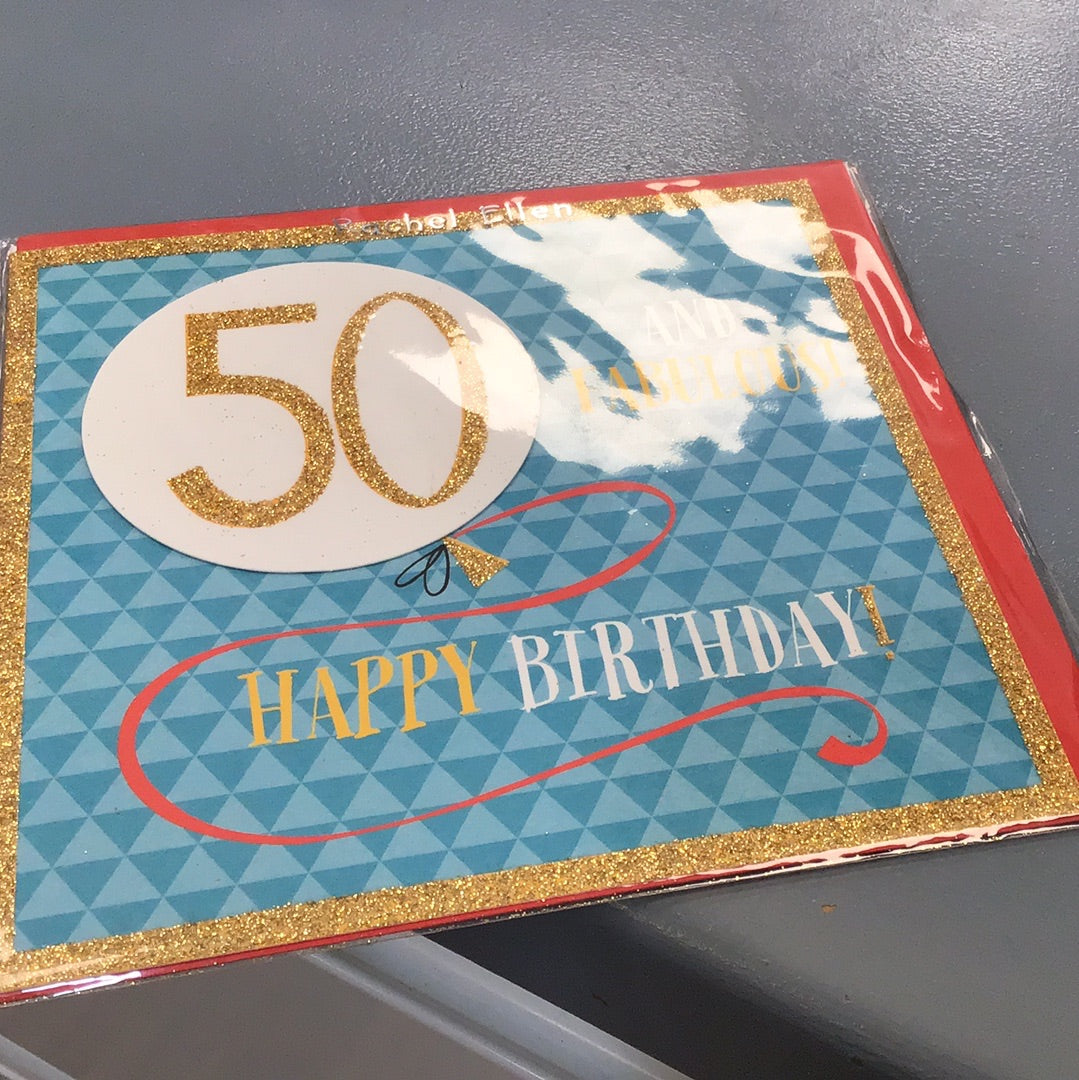 Rachel Ellen
50
AND
FABULOUS!
HAPPY BIRTHDAY!